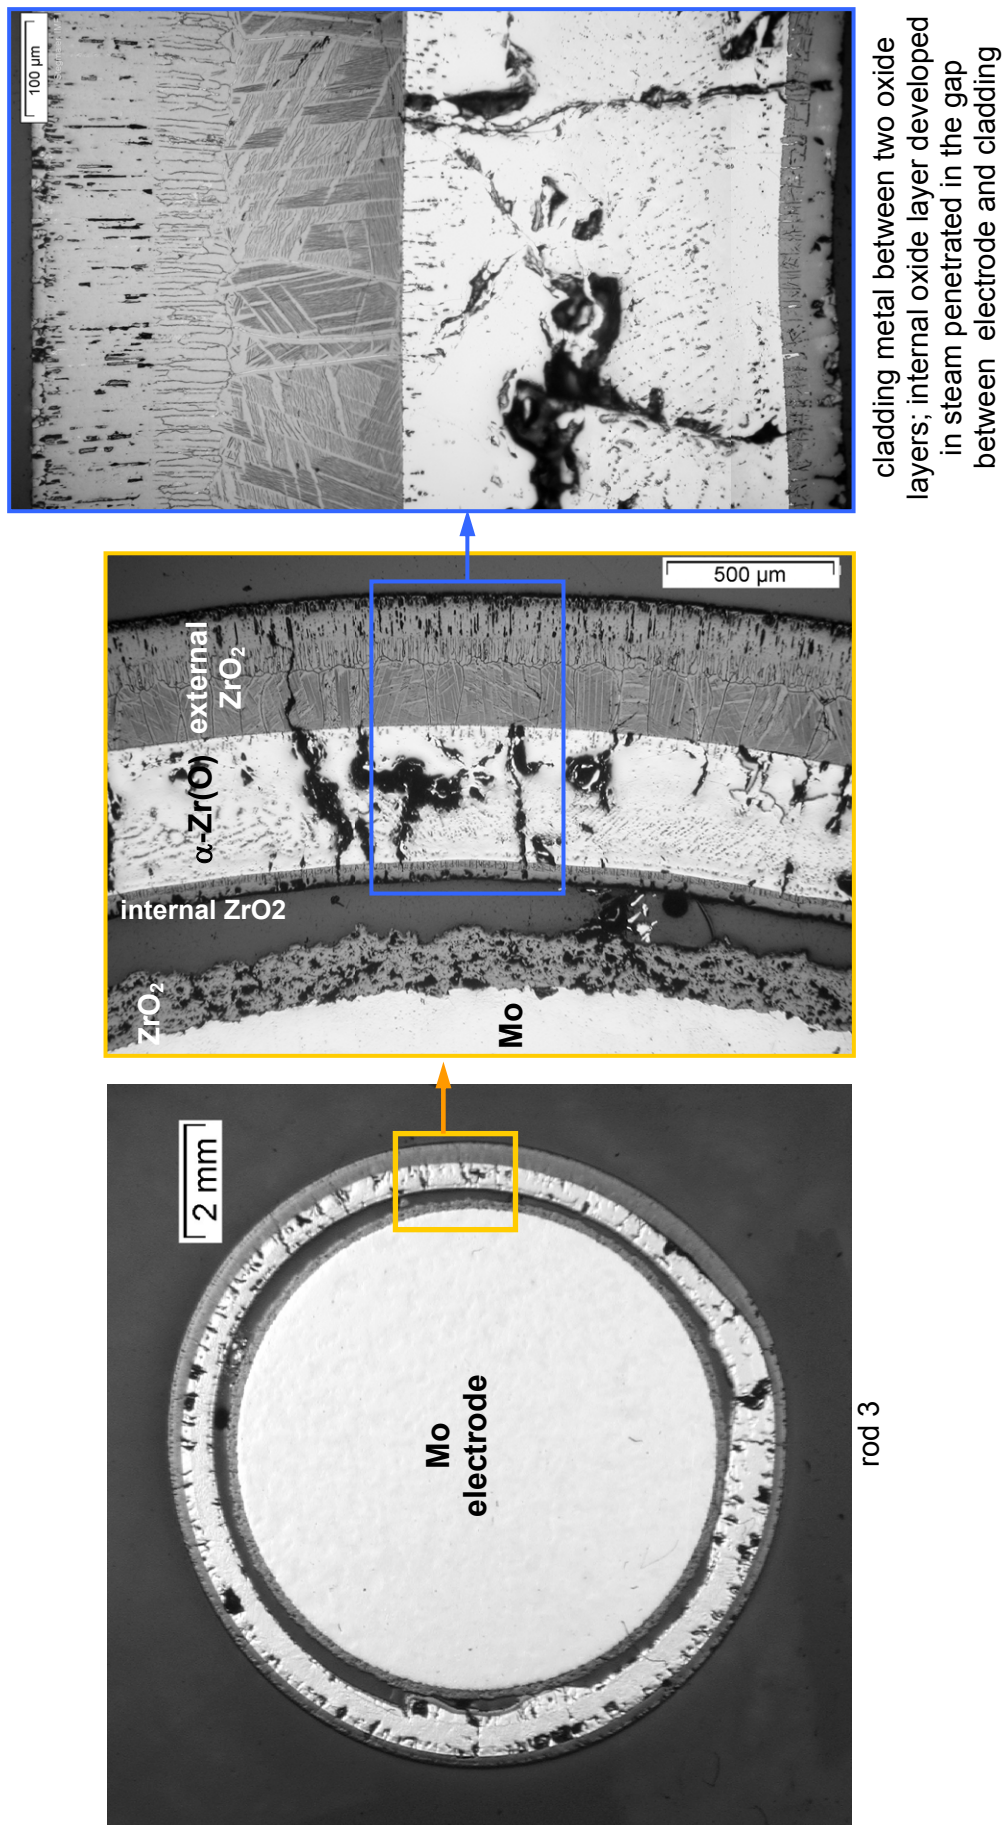 100 µm
cladding metal between two oxide
layers; internal oxide layer developed
in steam penetrated in the gap
between electrode and cladding
500 µm
external
ZrO2
α-Zr(O)
internal ZrO2
ZrO2
Mo
2 mm
Mo
electrode
rod 3